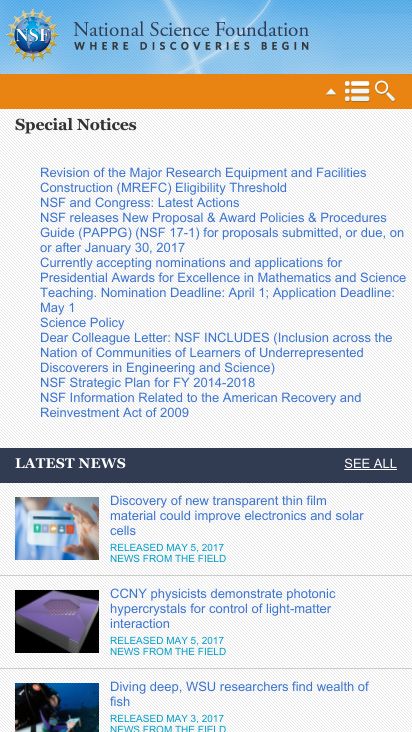 NSF
National Science Foundation
WHERE DISCOVERIES BEGIN
Special Notices
Revision of the Major Research Equipment and Facilities
Construction (MREFC) Eligibility Threshold
NSF and Congress: Latest Actions
NSF releases New Proposal & Award Policies & Procedures
Guide (PAPPG) (NSF 17-1) for proposals submitted, or due, on
or after January 30, 2017
Currently accepting nominations and applications for
Presidential Awards for Excellence in Mathematics and Science
Teaching. Nomination Deadline: April 1; Application Deadline:
May 1
Science Policy
Dear Colleague Letter: NSF INCLUDES (Inclusion across the
Nation of Communities of Learners of Underrepresented
Discoverers in Engineering and Science)
NSF Strategic Plan for FY 2014-2018
NSF Information Related to the American Recovery and
Reinvestment Act of 2009
LATEST NEWS
SEE ALL
Discovery of new transparent thin film
material could improve electronics and solar
cells
RELEASED MAY 5, 2017
NEWS FROM THE FIELD
CCNY physicists demonstrate photonic
hypercrystals for control of light-matter
interaction
RELEASED MAY 5, 2017
NEWS FROM THE FIELD
Diving deep, WSU researchers find wealth of
fish
RELEASED MAY 3, 2017
NEWS FROM THE FIELD